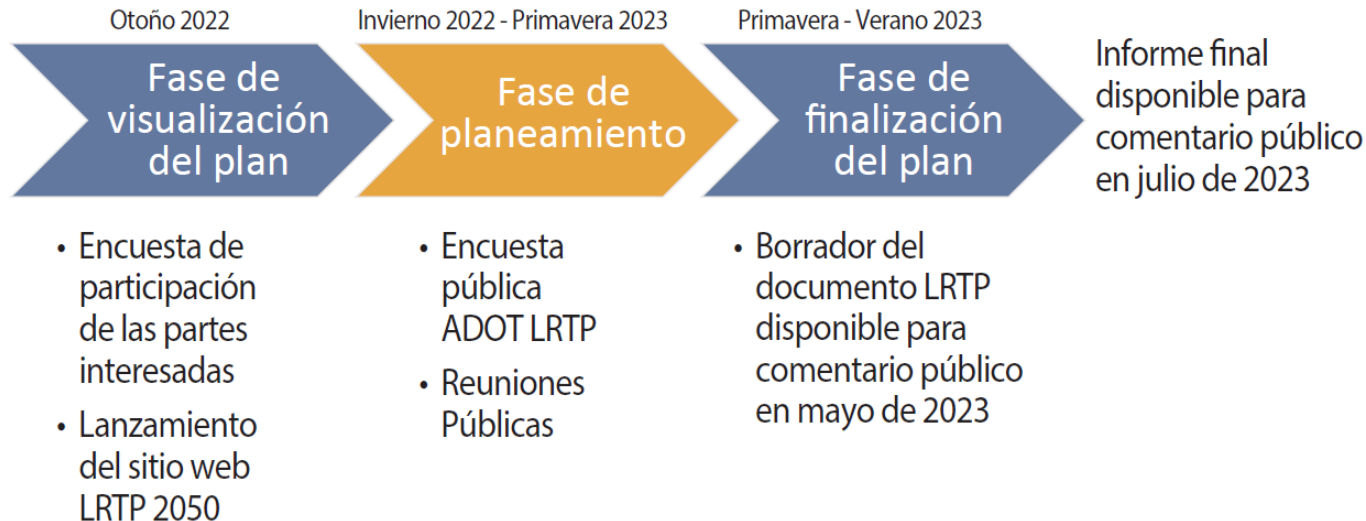 Otoño 2022
Fase de
visualización
del plan
• Encuesta de
participación
de las partes
interesadas
• Lanzamiento
del sitio web
LRTP 2050
Invierno 2022 - Primavera 2023
Fase de
planeamiento
• Encuesta
pública
ADOT LRTP
• Reuniones
Públicas
Primavera - Verano 2023
Fase de
finalización
del plan
• Borrador del
documento LRTP
disponible para
comentario público
en mayo de 2023
Informe final
disponible para
comentario público
en julio de 2023